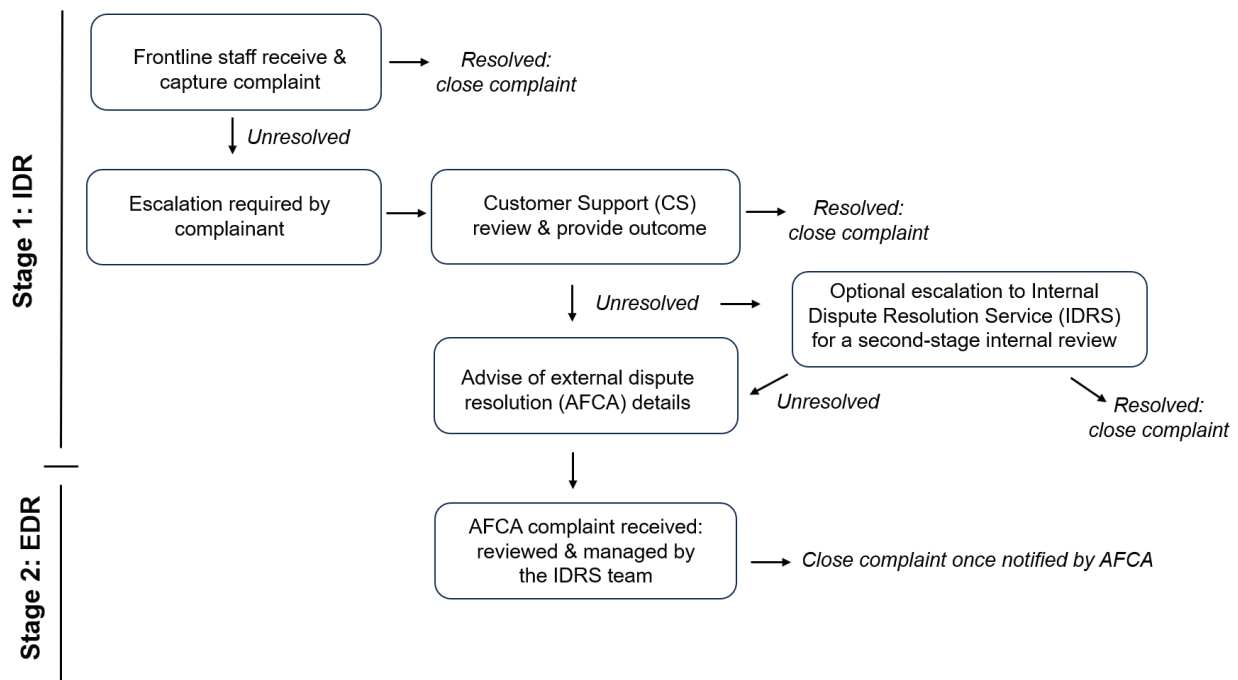 Stage 1: IDR
Frontline staff receive &
capture complaint
Resolved:
close complaint
Unresolved
Escalation required by
complainant
Customer Support (CS)
review & provide outcome
Resolved:
close complaint
Unresolved
Optional escalation to Internal
Dispute Resolution Service (IDRS)
for a second-stage internal review
Advise of external dispute
resolution (AFCA) details
Unresolved
Resolved:
close complaint
Stage 2: EDR
AFCA complaint received:
reviewed & managed by
the IDRS team
Close complaint once notified by AFCA